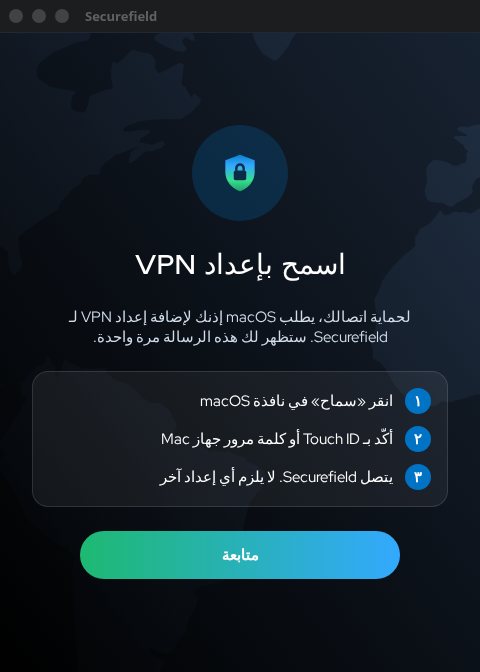 Securefield
اسمح بإعداد VPN
لحماية اتصالك، يطلب macOS إذنك لإضافة إعداد VPN لـ
Securefield. ستظهر لك هذه الرسالة مرة واحدة.
١ انقر «سماح» في نافذة macOS
٢ أكّد بـ Touch ID أو كلمة مرور جهاز Mac
٣ يتصل Securefield. لا يلزم أي إعداد آخر
متابعة